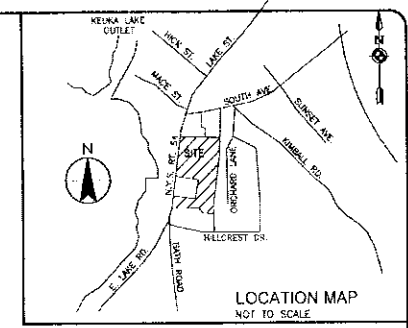 KEUKA LAKE
OUTLET
HICK ST.
LAKE ST.
MACE ST.
SOUTH AVE.
N
SUNSET AVE.
KIMBALL RD.
N
N.Y.S. RT. 54
SITE
ORCHARD LANE
HILLCREST DR.
E. LAKE RD.
BATH ROAD
LOCATION MAP
NOT TO SCALE